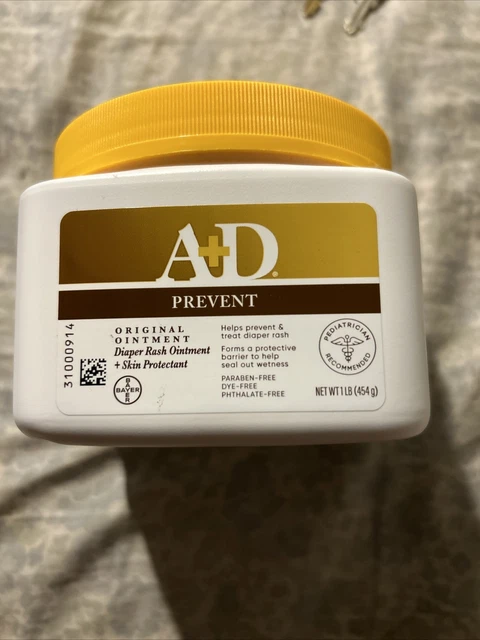 A+D®
PREVENT
ORIGINAL
OINTMENT
Diaper Rash Ointment
+ Skin Protectant
BAYER
BAYER
31000914
Helps prevent &
treat diaper rash
Forms a protective
barrier to help
seal out wetness
PARABEN-FREE
DYE-FREE
PHTHALATE-FREE
PEDIATRICIAN
RECOMMENDED
NET WT 1 LB (454 g)